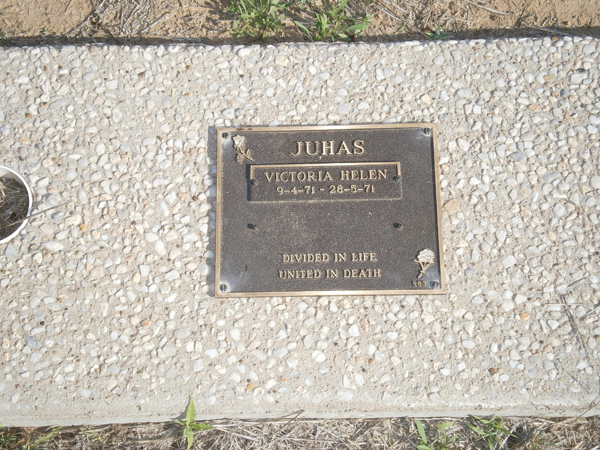 JUHAS
VICTORIA HELEN
9-4-71 - 28-5-71
DIVIDED IN LIFE
UNITED IN DEATH